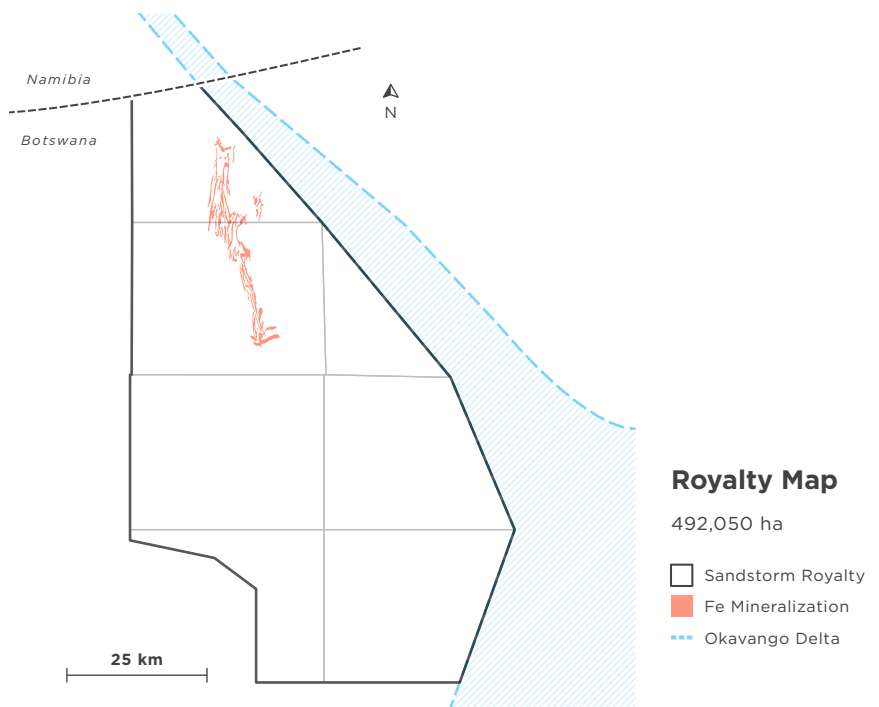 Namibia
Botswana
N
Royalty Map
492,050 ha
Sandstorm Royalty
Fe Mineralization
Okavango Delta
25 km